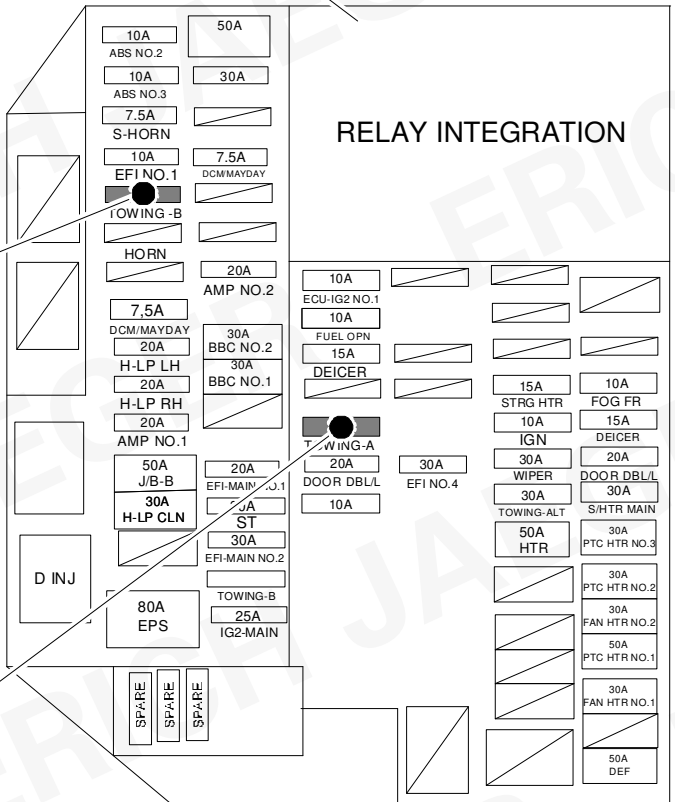 10A
ABS NO.2
50A
10A
ABS NO.3
30A
7.5A
S-HORN
10A
EFI NO.1
7.5A
DCM/MAYDAY
TOWING -B
HORN
20A
AMP NO.2
7,5A
DCM/MAYDAY
20A
H-LP LH
30A
BBC NO.2
20A
H-LP RH
30A
BBC NO.1
20A
AMP NO.1
50A
J/B-B
20A
EFI-MAIN NO.1
30A
H-LP CLN
30A
ST
30A
EFI-MAIN NO.2
D INJ
TOWING-B
80A
EPS
25A
IG2-MAIN
SPARE
SPARE
SPARE
RELAY INTEGRATION
10A
ECU-IG2 NO.1
10A
FUEL OPN
15A
DEICER
TOWING-A
20A
DOOR DBL/L
30A
EFI NO.4
10A
15A
STRG HTR
10A
FOG FR
10A
IGN
15A
DEICER
30A
WIPER
20A
DOOR DBL/L
30A
TOWING-ALT
30A
S/HTR MAIN
50A
HTR
30A
PTC HTR NO.3
30A
PTC HTR NO.2
30A
FAN HTR NO.2
50A
PTC HTR NO.1
30A
FAN HTR NO.1
50A
DEF
ERICH JAEGER
ERICH JAEGER